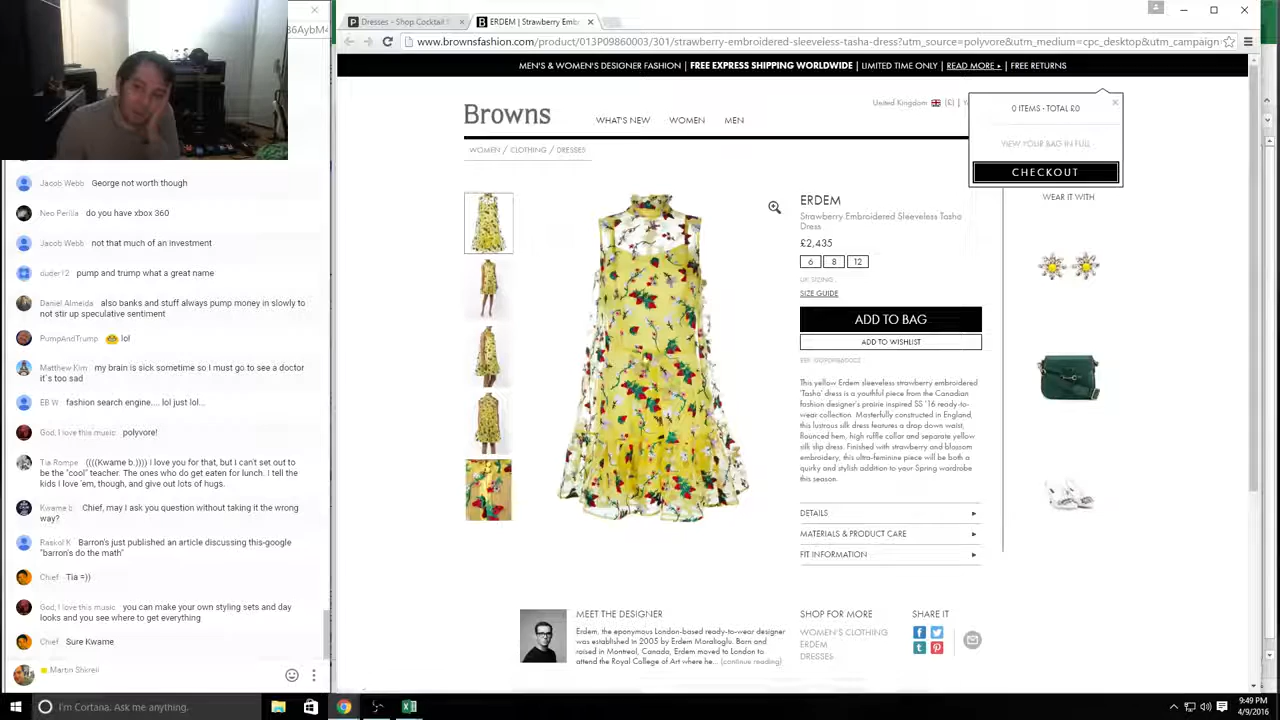 Dresses - Shop Cocktail
ERDEM | Strawberry Emb
www.brownsfashion.com/product/013P09860003/301/strawberry-embroidered-sleeveless-tasha-dress?utm_source=polyvore&utm_medium=cpc_desktop&utm_campaign
MEN'S & WOMEN'S DESIGNER FASHION | FREE EXPRESS SHIPPING WORLDWIDE | LIMITED TIME ONLY | READ MORE ▸ | FREE RETURNS
United Kingdom (£) |
0 ITEMS - TOTAL £0
VIEW YOUR BAG IN FULL
CHECKOUT
Browns
WHAT'S NEW WOMEN MEN
WOMEN / CLOTHING / DRESSES
ERDEM
Strawberry Embroidered Sleeveless Tasha
Dress
£2,435
6 8 12
UK SIZING
SIZE GUIDE
ADD TO BAG
ADD TO WISHLIST
This yellow Erdem sleeveless strawberry embroidered
'Tasha' dress is a youthful piece from the Canadian
fashion designer's prairie inspired SS '16 ready-to-
wear collection. Masterfully constructed in England,
this lustrous silk dress features a drop down waist,
flounced hem, high ruffle collar and separate yellow
silk slip dress. Finished with strawberry and blossom
embroidery, this ultra-feminine piece will be both a
quirky and stylish addition to your Spring wardrobe
this season.
DETAILS
MATERIALS & PRODUCT CARE
FIT INFORMATION
WEAR IT WITH
MEET THE DESIGNER
Erdem, the eponymous London-based ready-to-wear designer
was established in 2005 by Erdem Moralioglu. Born and
raised in Montreal, Canada, Erdem moved to London to
attend the Royal College of Art where he... (continue reading)
SHOP FOR MORE
WOMEN'S CLOTHING
ERDEM
DRESSES
SHARE IT
Jacob Webb George not worth though
Neo Perilla do you have xbox 360
Jacob Webb not that much of an investment
duder12 pump and trump what a great name
Daniel Almeida also banks and stuff always pump money in slowly to
not stir up speculative sentiment
PumpAndTrump lol
Matthew Kim my brain is sick sometime so I must go to see a doctor
it´s too sad
EB W fashion search engine.... lol just lol...
God, I love this music polyvore!
Tia Rompe ((((Kwame b.)))) I love you for that, but I can't set out to
be the "cool" teacher. The ones who do get eaten for lunch. I tell the
kids I love 'em, though, and give out lots of hugs.
Kwame b Chief, may I ask you question without taking it the wrong
way?
Raskol K Barron's just published an article discussing this-google
"barron's do the math"
Chief Tia =))
God, I love this music you can make your own styling sets and day
looks and you see where to get everything
Chief Sure Kwame
Martin Shkreli
I'm Cortana. Ask me anything.
9:49 PM
4/9/2016